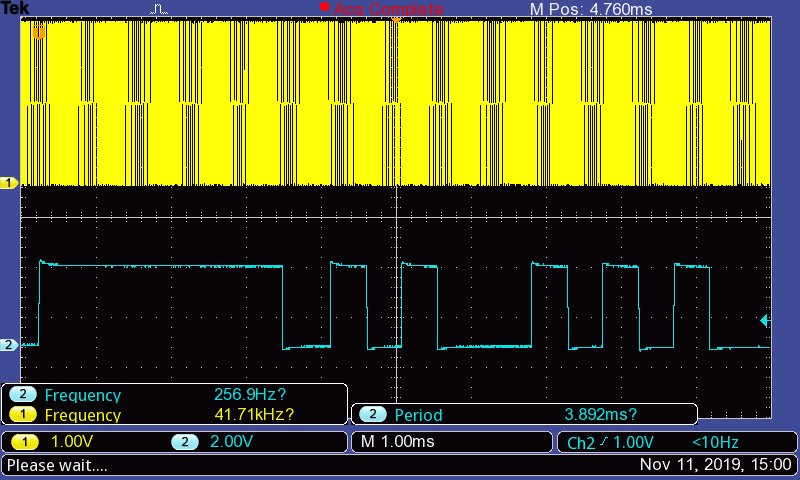 Tek Acq Complete M Pos: 4.760ms
T
1
2
2 Frequency 256.9Hz?
1 Frequency 41.71kHz? 2 Period 3.892ms?
1 1.00V 2 2.00V M 1.00ms Ch2 1.00V <10Hz
Please wait.... Nov 11, 2019, 15:00